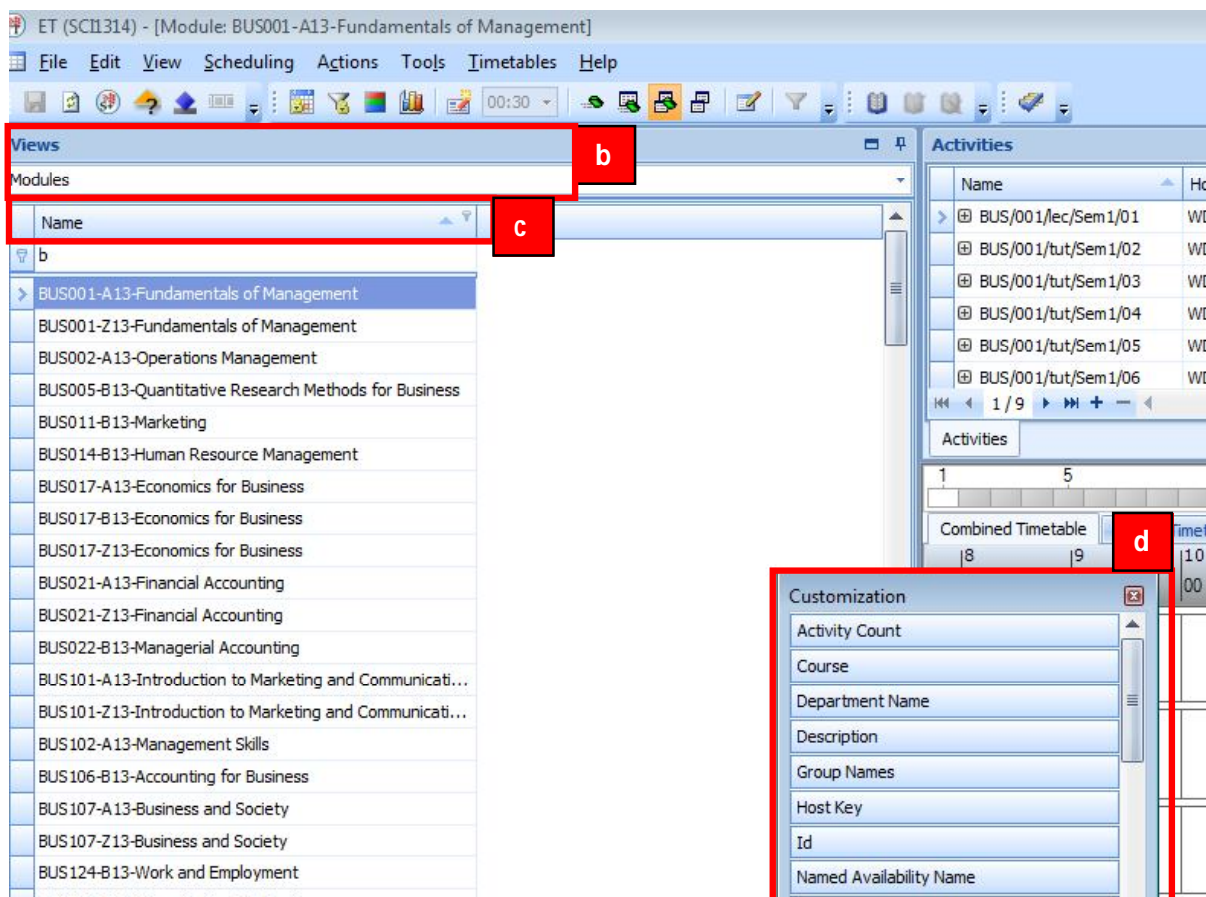 ET (SCI1314) - [Module: BUS001-A13-Fundamentals of Management]
File Edit View Scheduling Actions Tools Timetables Help
00:30
Views
b
Modules
Name
c
b
BUS001-A13-Fundamentals of Management
BUS001-Z13-Fundamentals of Management
BUS002-A13-Operations Management
BUS005-B13-Quantitative Research Methods for Business
BUS011-B13-Marketing
BUS014-B13-Human Resource Management
BUS017-A13-Economics for Business
BUS017-B13-Economics for Business
BUS017-Z13-Economics for Business
BUS021-A13-Financial Accounting
BUS021-Z13-Financial Accounting
BUS022-B13-Managerial Accounting
BUS101-A13-Introduction to Marketing and Communicati...
BUS101-Z13-Introduction to Marketing and Communicati...
BUS102-A13-Management Skills
BUS106-B13-Accounting for Business
BUS107-A13-Business and Society
BUS107-Z13-Business and Society
BUS124-B13-Work and Employment
Activities
Name Ho
BUS/001/lec/Sem1/01 WD
BUS/001/tut/Sem1/02 WD
BUS/001/tut/Sem1/03 WD
BUS/001/tut/Sem1/04 WD
BUS/001/tut/Sem1/05 WD
BUS/001/tut/Sem1/06 WD
1 / 9
Activities
1 5
Combined Timetable d Timet
8 9 10
00
Customization
Activity Count
Course
Department Name
Description
Group Names
Host Key
Id
Named Availability Name